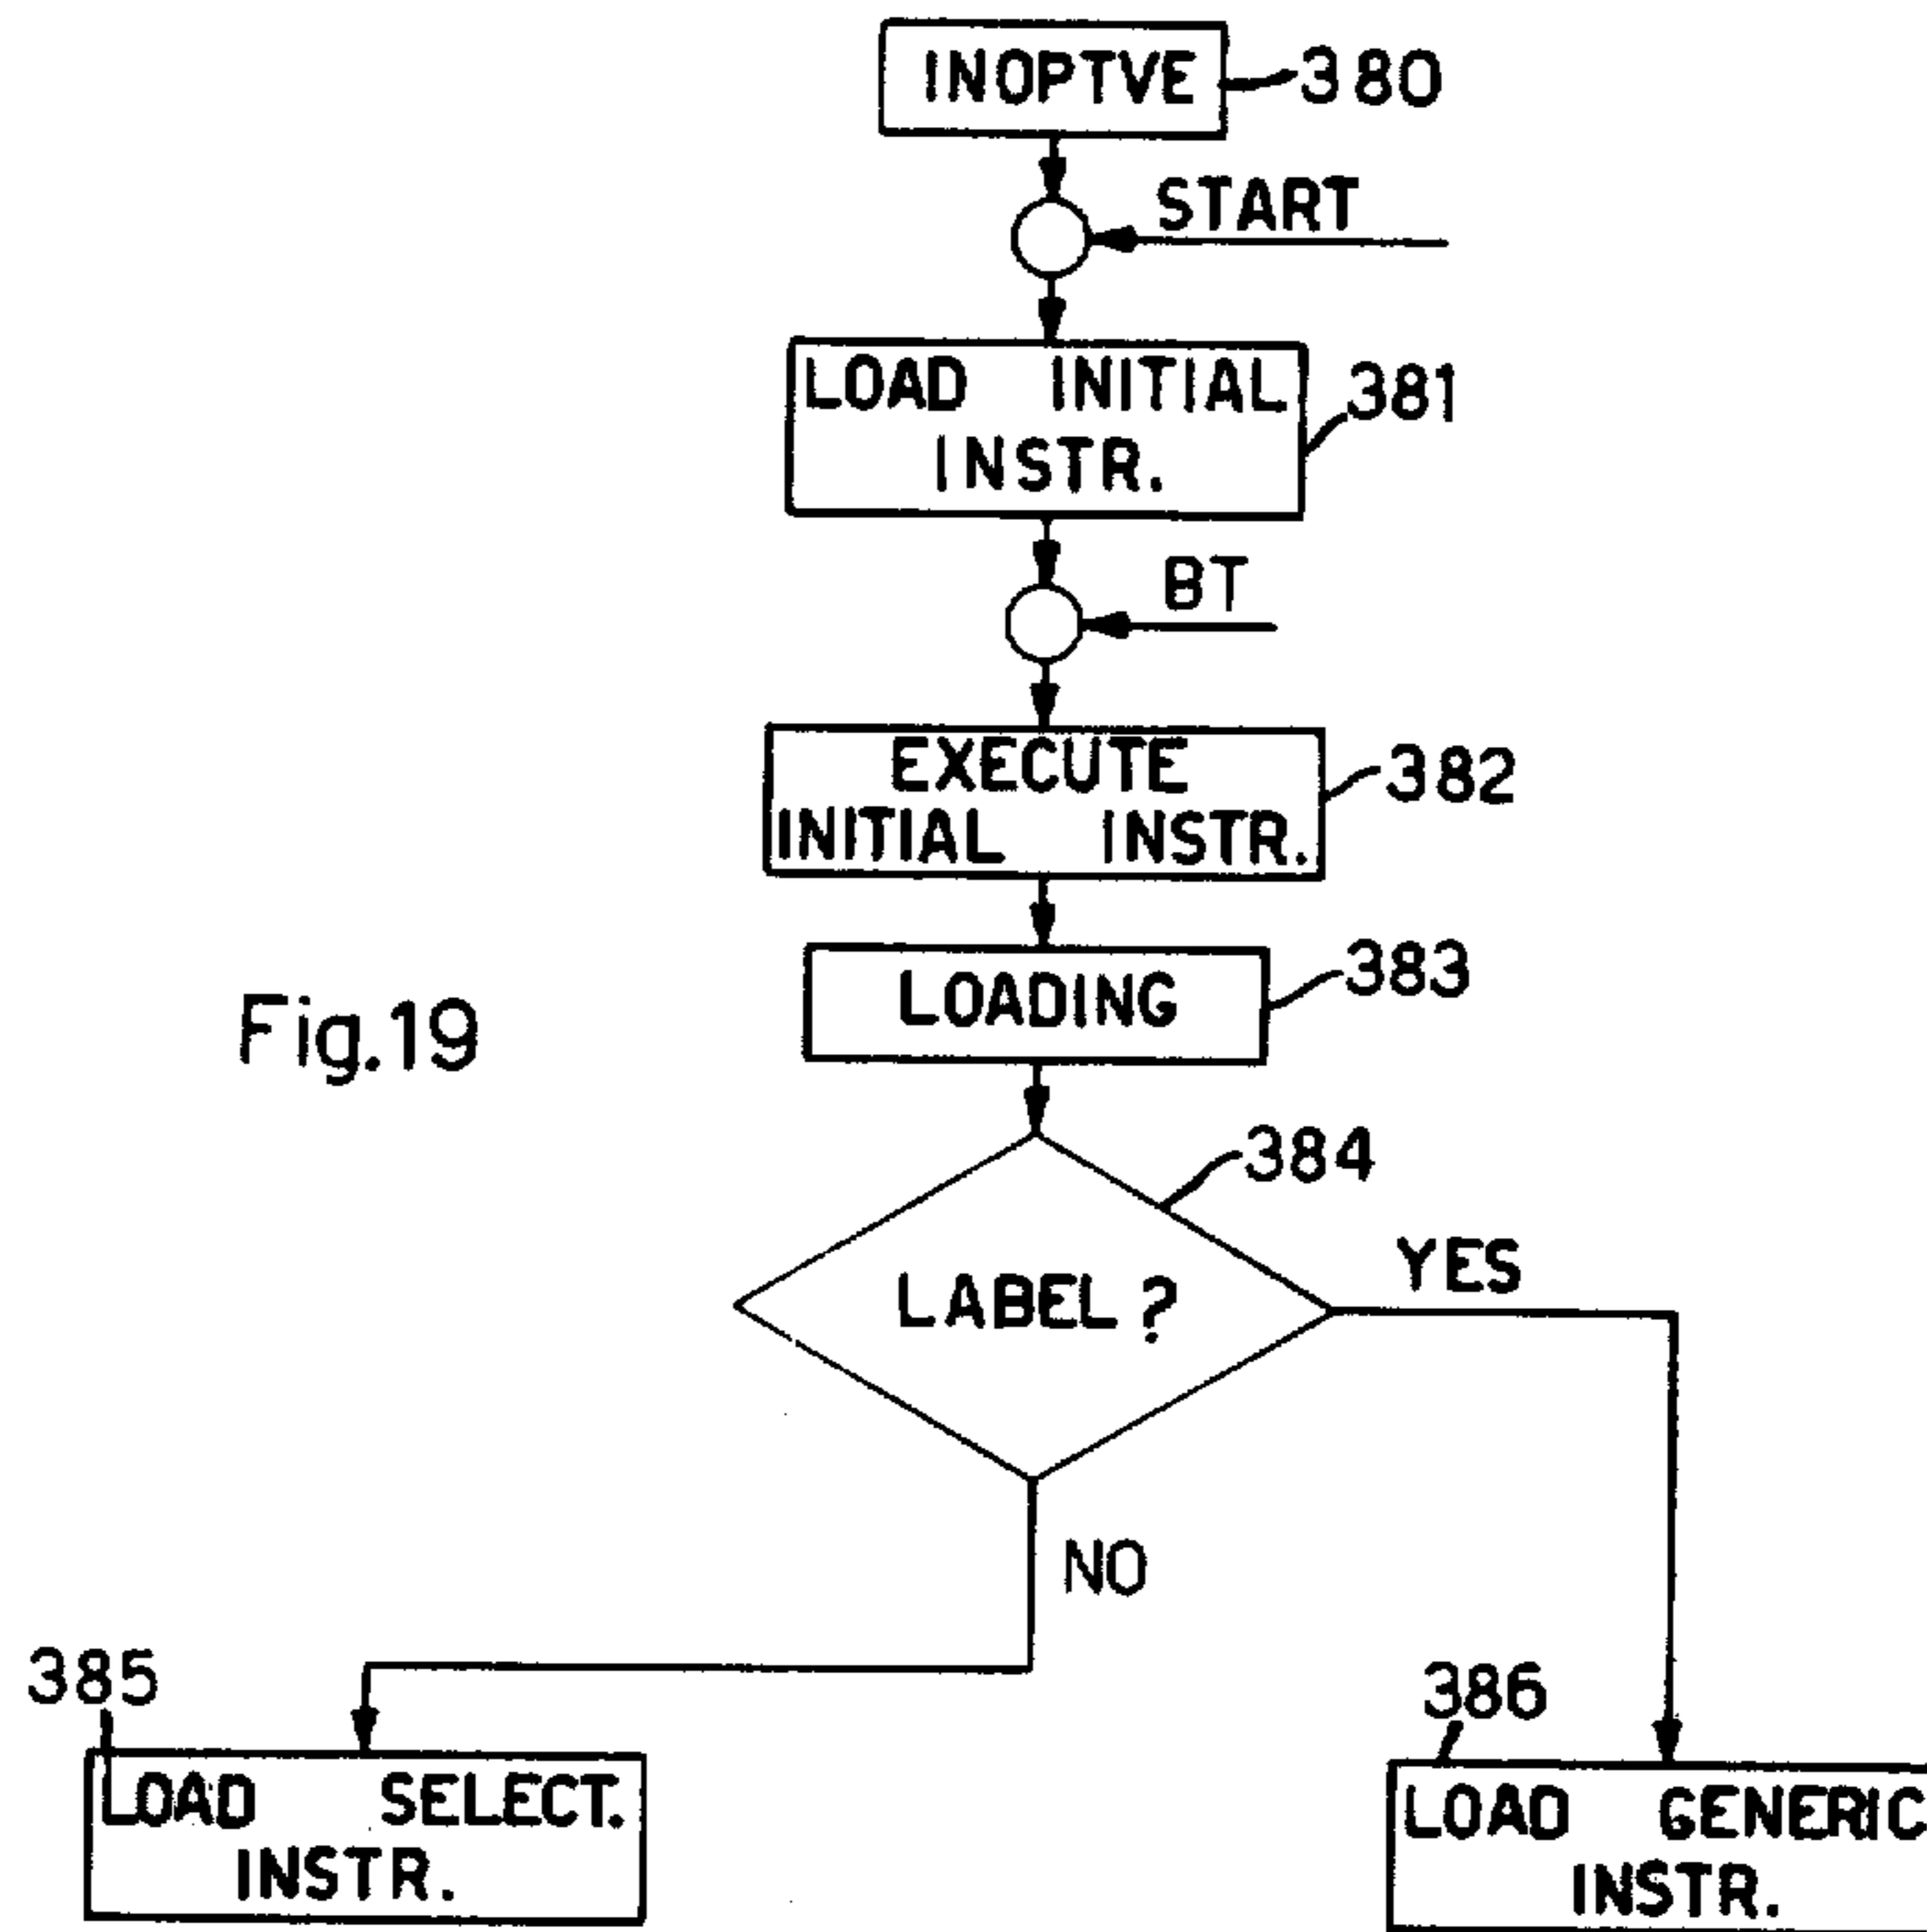 INOPTVE
380
START
LOAD INITIAL
INSTR.
381
BT
EXECUTE
INITIAL INSTR.
382
LOADING
383
Fig.19
384
LABEL?
YES
NO
385
LOAD SELECT.
INSTR.
386
LOAD GENERIC
INSTR.